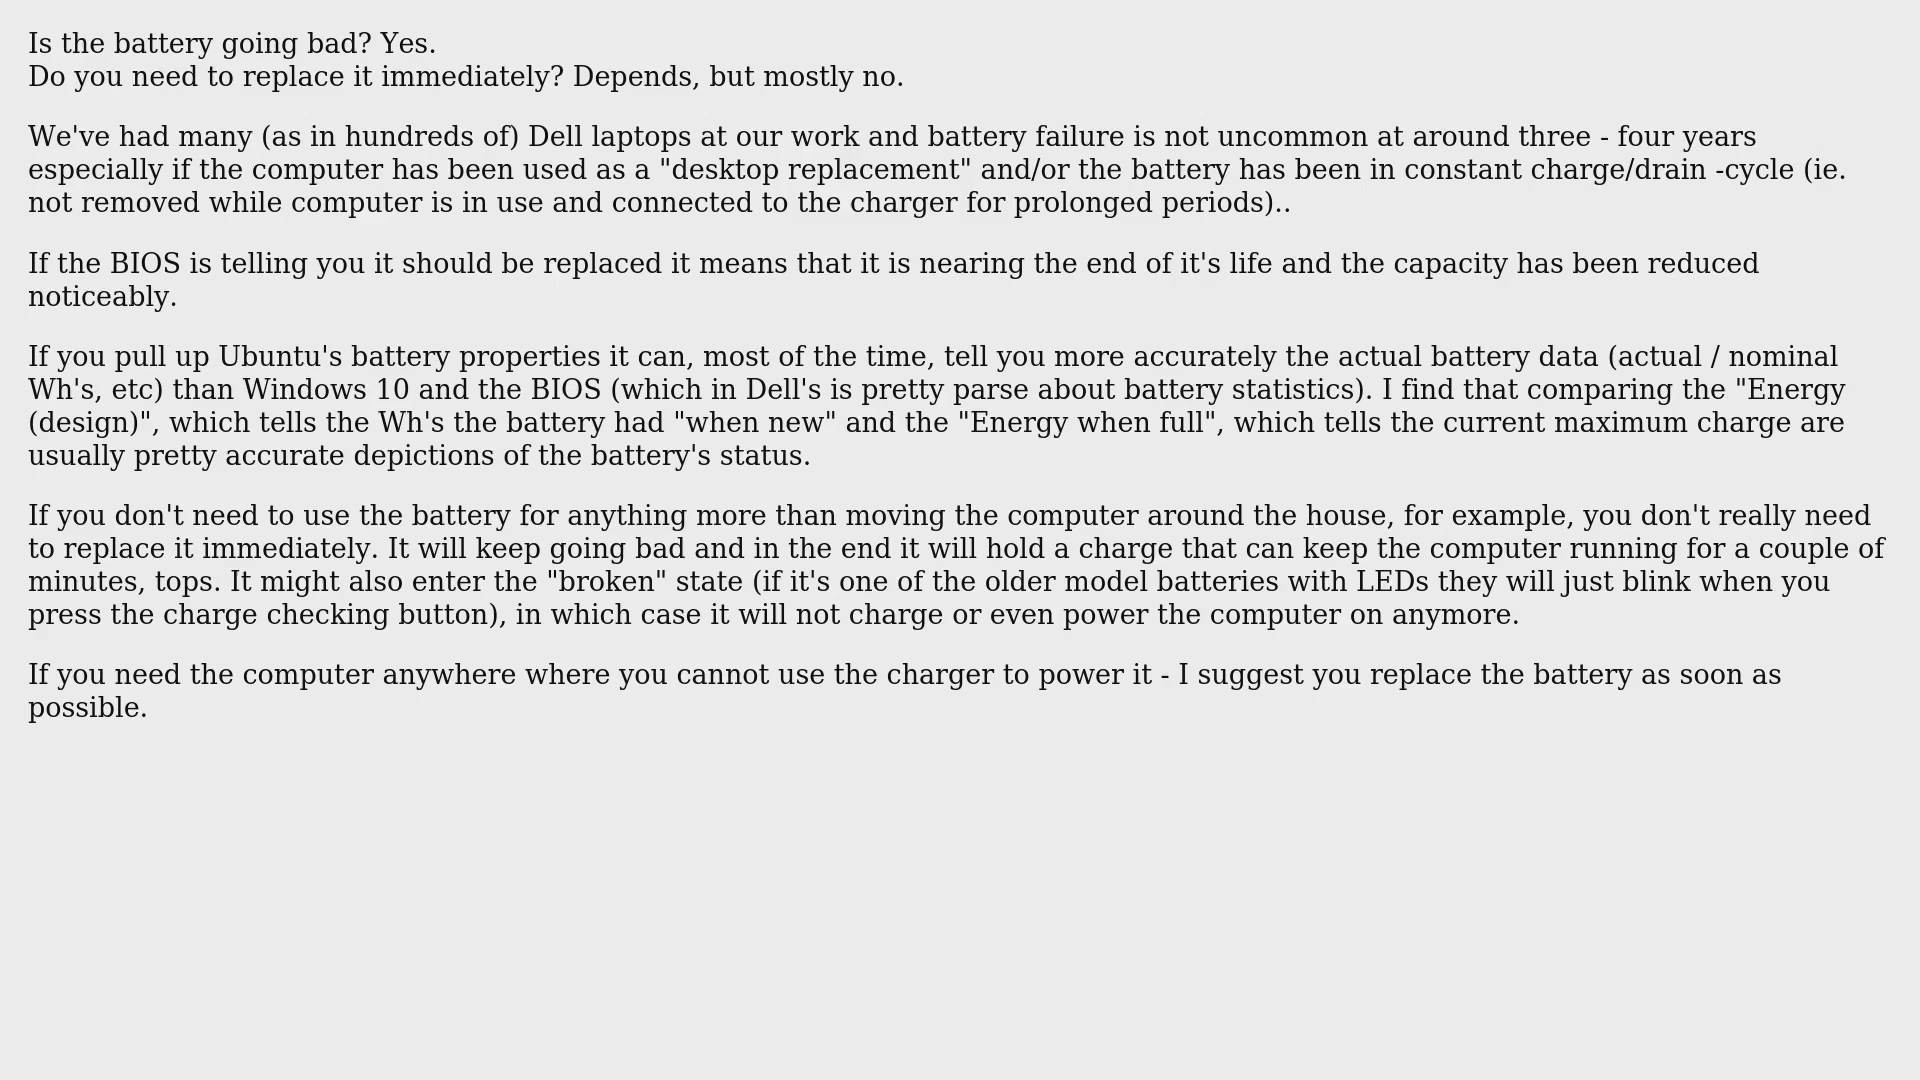 Is the battery going bad? Yes.
Do you need to replace it immediately? Depends, but mostly no.
We've had many (as in hundreds of) Dell laptops at our work and battery failure is not uncommon at around three - four years
especially if the computer has been used as a "desktop replacement" and/or the battery has been in constant charge/drain -cycle (ie.
not removed while computer is in use and connected to the charger for prolonged periods)..
If the BIOS is telling you it should be replaced it means that it is nearing the end of it's life and the capacity has been reduced
noticeably.
If you pull up Ubuntu's battery properties it can, most of the time, tell you more accurately the actual battery data (actual / nominal
Wh's, etc) than Windows 10 and the BIOS (which in Dell's is pretty parse about battery statistics). I find that comparing the "Energy
(design)", which tells the Wh's the battery had "when new" and the "Energy when full", which tells the current maximum charge are
usually pretty accurate depictions of the battery's status.
If you don't need to use the battery for anything more than moving the computer around the house, for example, you don't really need
to replace it immediately. It will keep going bad and in the end it will hold a charge that can keep the computer running for a couple of
minutes, tops. It might also enter the "broken" state (if it's one of the older model batteries with LEDs they will just blink when you
press the charge checking button), in which case it will not charge or even power the computer on anymore.
If you need the computer anywhere where you cannot use the charger to power it - I suggest you replace the battery as soon as
possible.